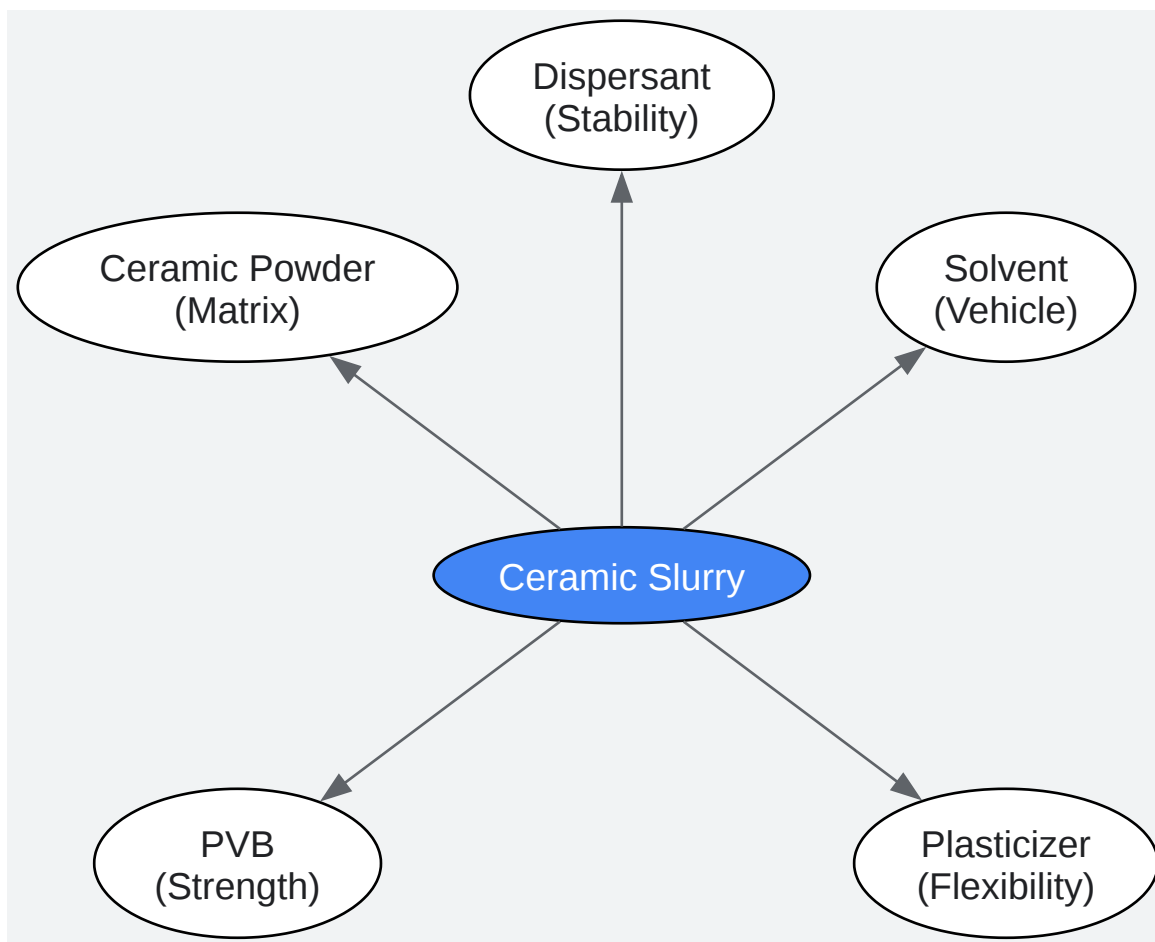 Dispersant
(Stability)
Ceramic Powder
(Matrix)
Solvent
(Vehicle)
Ceramic Slurry
PVB
(Strength)
Plasticizer
(Flexibility)